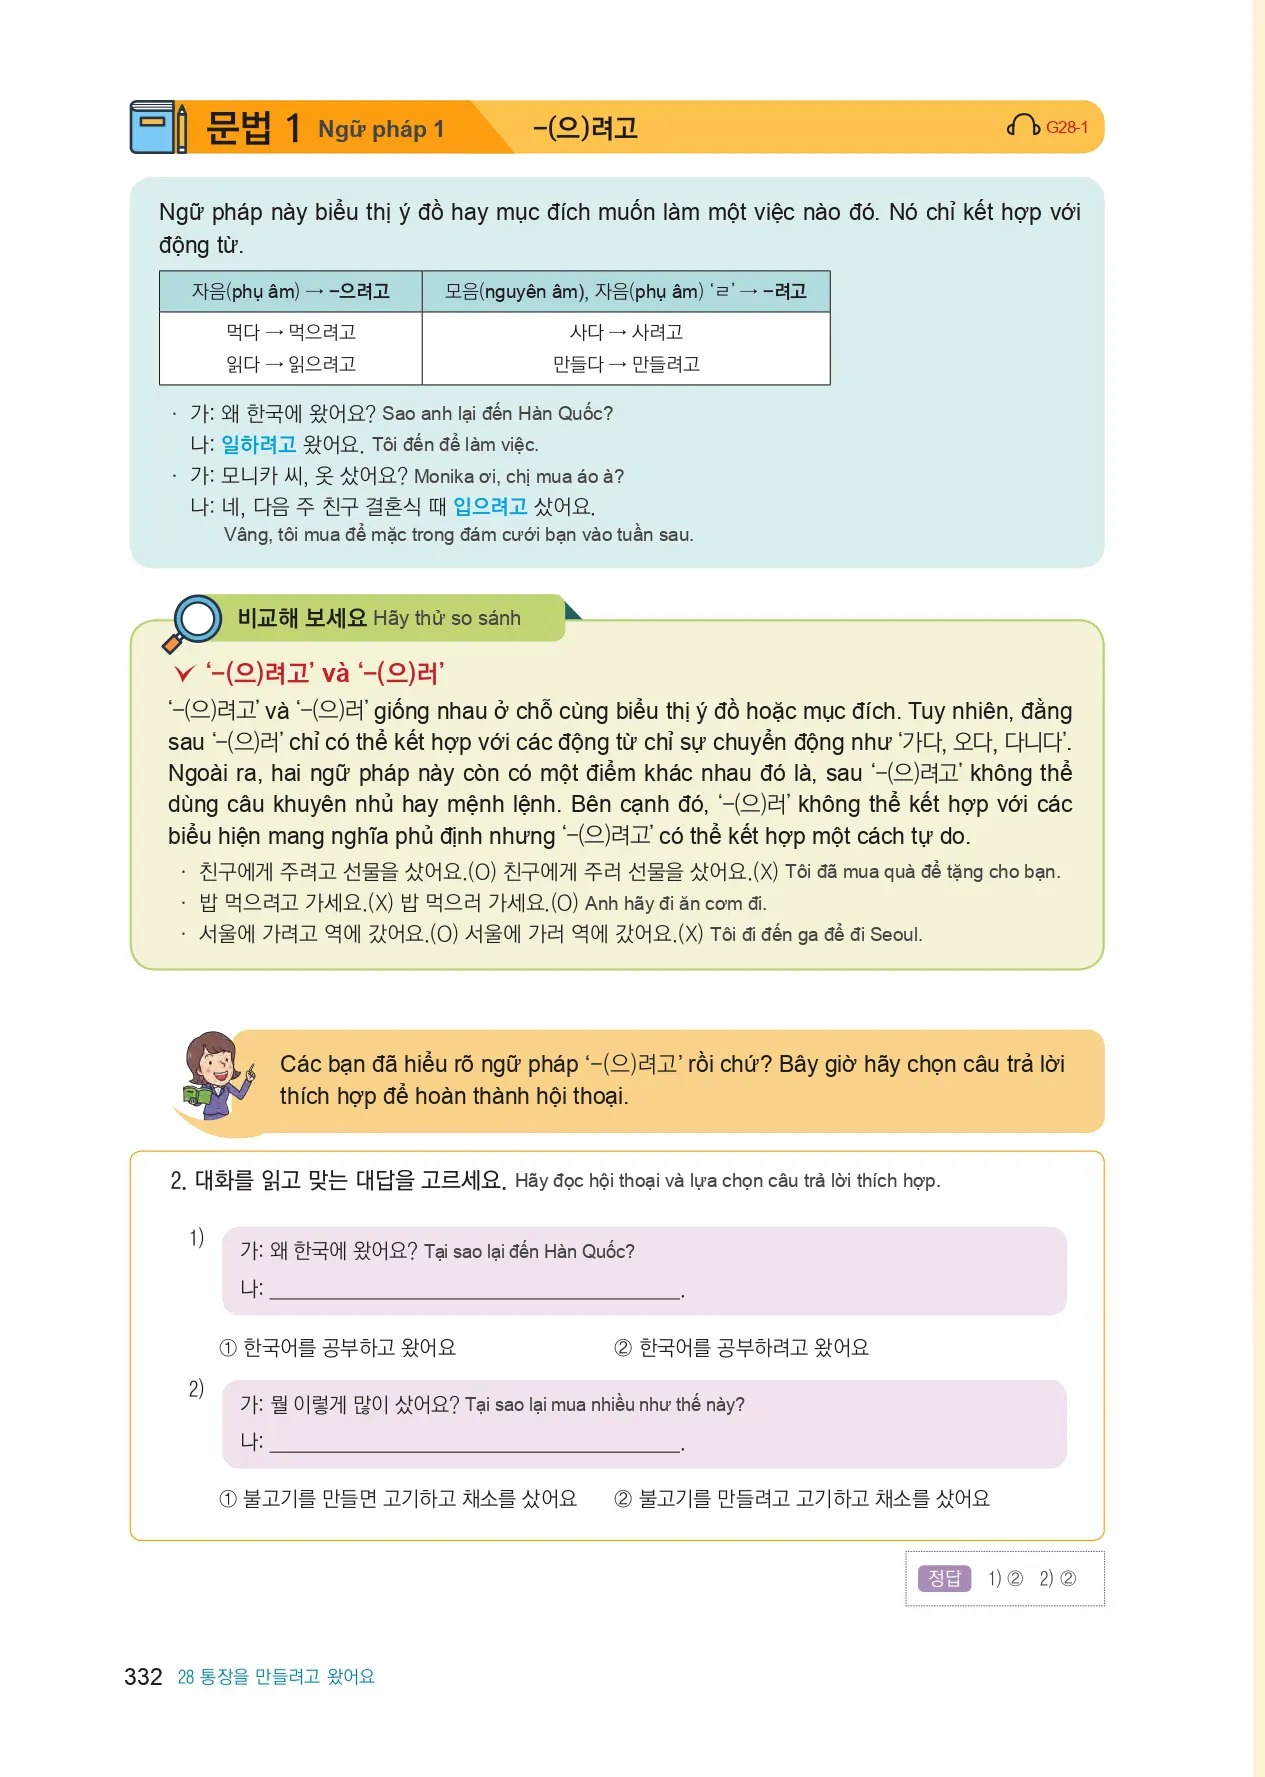 문법 1 Ngữ pháp 1 -(으)려고 G28-1
Ngữ pháp này biểu thị ý đồ hay mục đích muốn làm một việc nào đó. Nó chỉ kết hợp với
động từ.
자음(phụ âm) → -으려고 모음(nguyên âm), 자음(phụ âm) ‘ㄹ’ → -려고
먹다 → 먹으려고 사다 → 사려고
읽다 → 읽으려고 만들다 → 만들려고
· 가: 왜 한국에 왔어요? Sao anh lại đến Hàn Quốc?
나: 일하려고 왔어요. Tôi đến để làm việc.
· 가: 모니카 씨, 옷 샀어요? Monika ơi, chị mua áo à?
나: 네, 다음 주 친구 결혼식 때 입으려고 샀어요.
Vâng, tôi mua để mặc trong đám cưới bạn vào tuần sau.
비교해 보세요 Hãy thử so sánh
‘-(으)려고’ và ‘-(으)러’
‘-(으)려고’ và ‘-(으)러’ giống nhau ở chỗ cùng biểu thị ý đồ hoặc mục đích. Tuy nhiên, đằng
sau ‘-(으)러’ chỉ có thể kết hợp với các động từ chỉ sự chuyển động như ‘가다, 오다, 다니다’.
Ngoài ra, hai ngữ pháp này còn có một điểm khác nhau đó là, sau ‘-(으)려고’ không thể
dùng câu khuyên nhủ hay mệnh lệnh. Bên cạnh đó, ‘-(으)러’ không thể kết hợp với các
biểu hiện mang nghĩa phủ định nhưng ‘-(으)려고’ có thể kết hợp một cách tự do.
· 친구에게 주려고 선물을 샀어요.(O) 친구에게 주러 선물을 샀어요.(X) Tôi đã mua quà để tặng cho bạn.
· 밥 먹으려고 가세요.(X) 밥 먹으러 가세요.(O) Anh hãy đi ăn cơm đi.
· 서울에 가려고 역에 갔어요.(O) 서울에 가러 역에 갔어요.(X) Tôi đi đến ga để đi Seoul.
Các bạn đã hiểu rõ ngữ pháp ‘-(으)려고’ rồi chứ? Bây giờ hãy chọn câu trả lời
thích hợp để hoàn thành hội thoại.
2. 대화를 읽고 맞는 대답을 고르세요. Hãy đọc hội thoại và lựa chọn câu trả lời thích hợp.
1)
가: 왜 한국에 왔어요? Tại sao lại đến Hàn Quốc?
나: ______________________________.
① 한국어를 공부하고 왔어요 ② 한국어를 공부하려고 왔어요
2)
가: 뭘 이렇게 많이 샀어요? Tại sao lại mua nhiều như thế này?
나: ______________________________.
① 불고기를 만들면 고기하고 채소를 샀어요 ② 불고기를 만들려고 고기하고 채소를 샀어요
정답 1) ② 2) ②
332 28 통장을 만들려고 왔어요